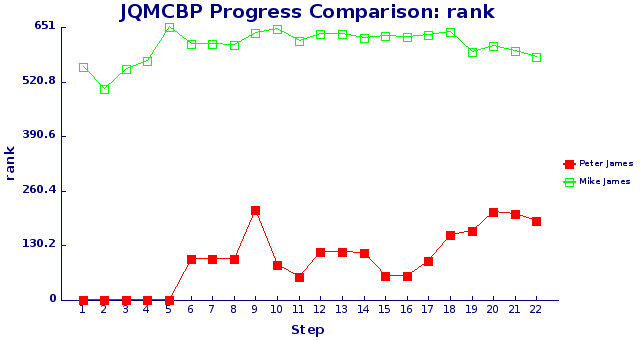 JQMCBP Progress Comparison: rank
651
520.8
390.6
260.4
130.2
0
rank
1 2 3 4 5 6 7 8 9 10 11 12 13 14 15 16 17 18 19 20 21 22
Step
Peter James
Mike James